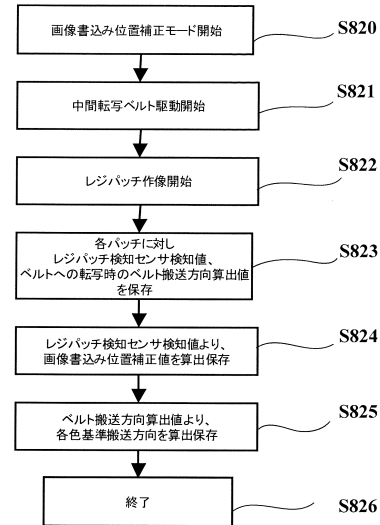 画像書込み位置補正モード開始
S820
中間転写ベルト駆動開始
S821
レジパッチ作像開始
S822
各パッチに対し
レジパッチ検知センサ検知値、
ベルトへの転写時のベルト搬送方向算出値
を保存
S823
レジパッチ検知センサ検知値より、
画像書込み位置補正値を算出保存
S824
ベルト搬送方向算出値より、
各色基準搬送方向を算出保存
S825
終了
S826